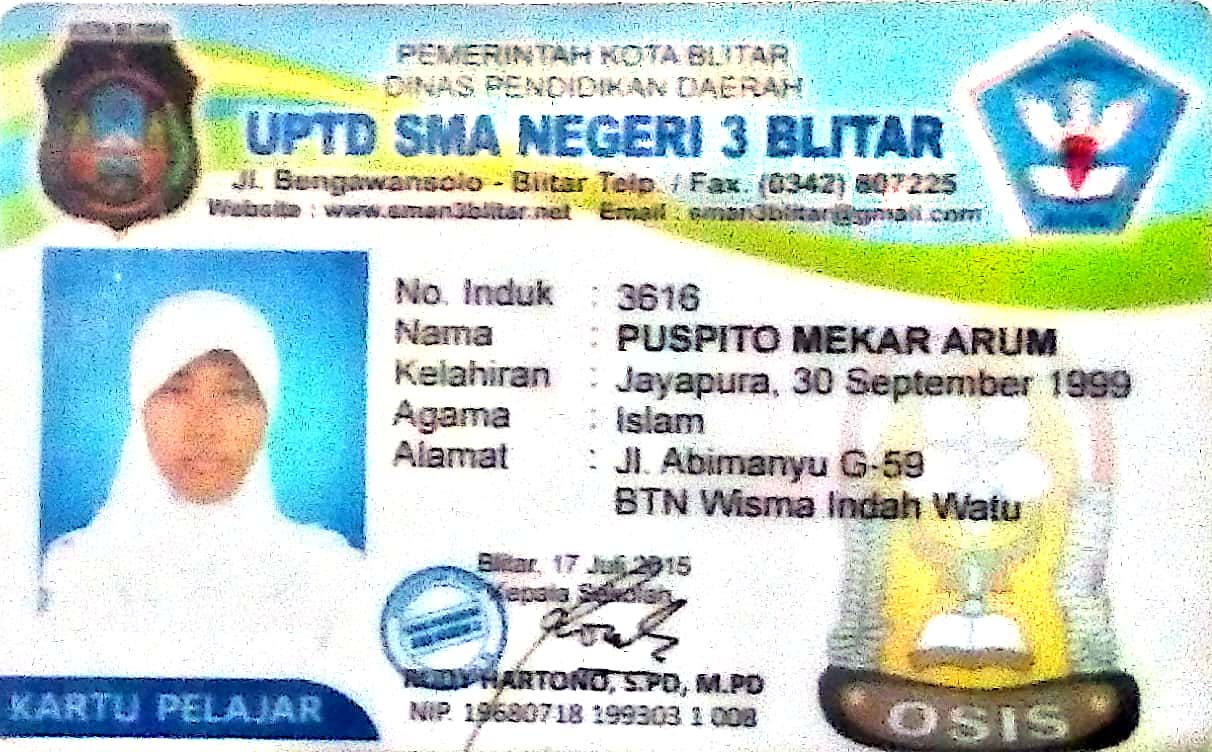 PEMERINTAH KOTA BLITAR
DINAS PENDIDIKAN DAERAH
UPTD SMA NEGERI 3 BLITAR
Jl. Bengawansolo - Blitar Telp. / Fax. (0342) 807225
Website : www.sman3blitar.net Email : sman3blitar@gmail.com
No. Induk : 3616
Nama : PUSPITO MEKAR ARUM
Kelahiran : Jayapura, 30 September 1999
Agama : Islam
Alamat : Jl. Abimanyu G-59
BTN Wisma Indah Watu
Blitar, 17 Juli 2015
Kepala Sekolah
HARTONO, S.PD, M.PD
NIP. 19680718 199303 1 008
KARTU PELAJAR
OSIS